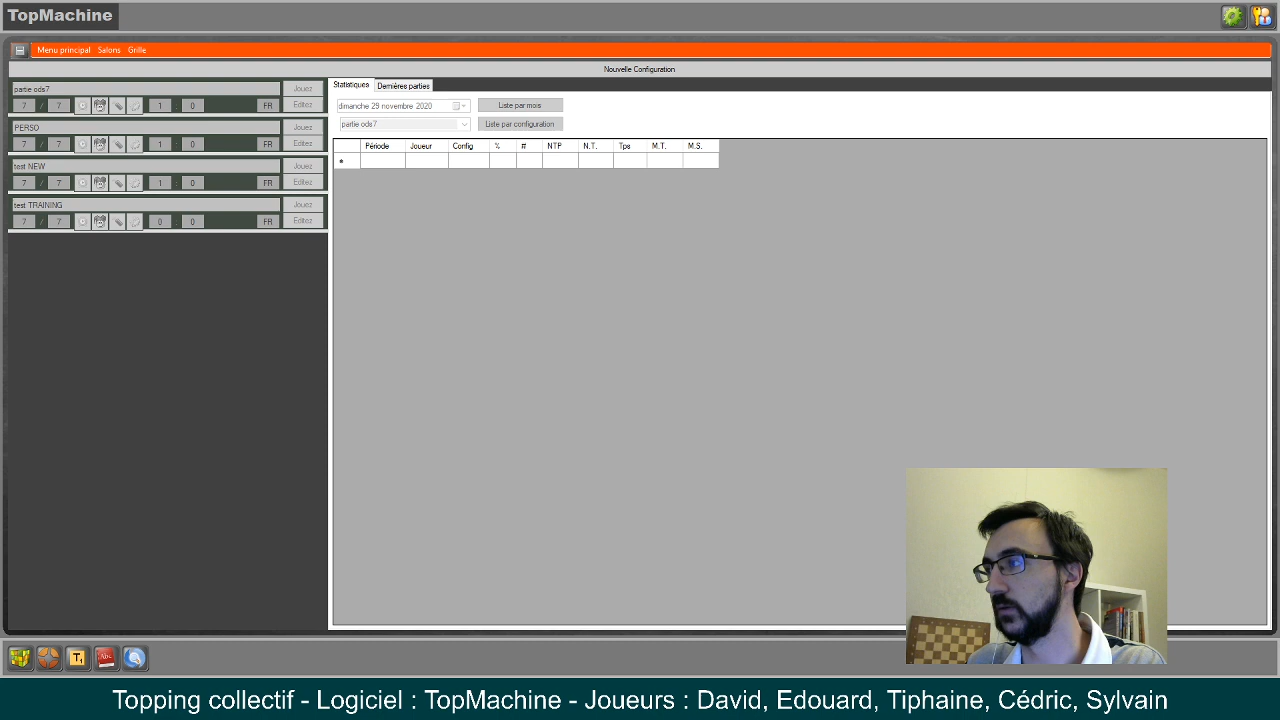 TopMachine
Menu principal Salons Grille
Nouvelle Configuration
partie ods7 Jouez
7 / 7 1 : 0 FR Editez
PERSO Jouez
7 / 7 1 : 0 FR Editez
test NEW Jouez
7 / 7 1 : 0 FR Editez
test TRAINING Jouez
7 / 7 0 : 0 FR Editez
Statistiques Dernières parties
dimanche 29 novembre 2020 Liste par mois
partie ods7 Liste par configuration
Période Joueur Config % # NTP N.T. Tps M.T. M.S.
*
T Abc
Topping collectif - Logiciel : TopMachine - Joueurs : David, Edouard, Tiphaine, Cédric, Sylvain